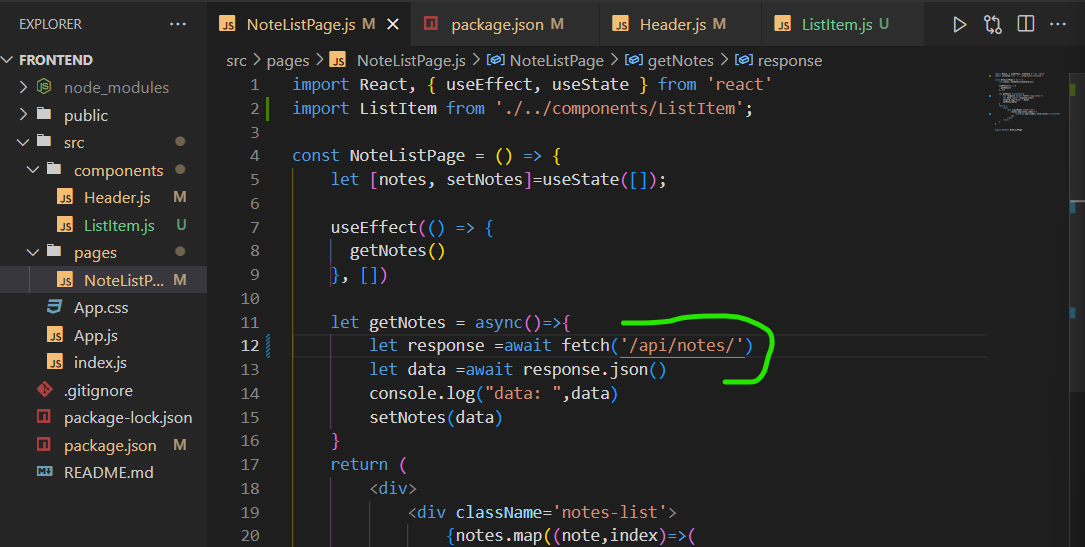 EXPLORER
NoteListPage.js M
package.json M
Header.js M
ListItem.js U
FRONTEND
node_modules
public
src
components
Header.js M
ListItem.js U
pages
NoteListP... M
App.css
App.js
index.js
.gitignore
package-lock.json
package.json M
README.md
src > pages > JS NoteListPage.js > NoteListPage > getNotes > response
1 import React, { useEffect, useState } from 'react'
2 import ListItem from './../components/ListItem';
3
4 const NoteListPage = () => {
5 let [notes, setNotes]=useState([]);
6
7 useEffect(() => {
8 getNotes()
9 }, [])
10
11 let getNotes = async()=>{
12 let response =await fetch('/api/notes/')
13 let data =await response.json()
14 console.log("data: ",data)
15 setNotes(data)
16 }
17 return (
18 <div>
19 <div className='notes-list'>
20 {notes.map((note,index)=>(